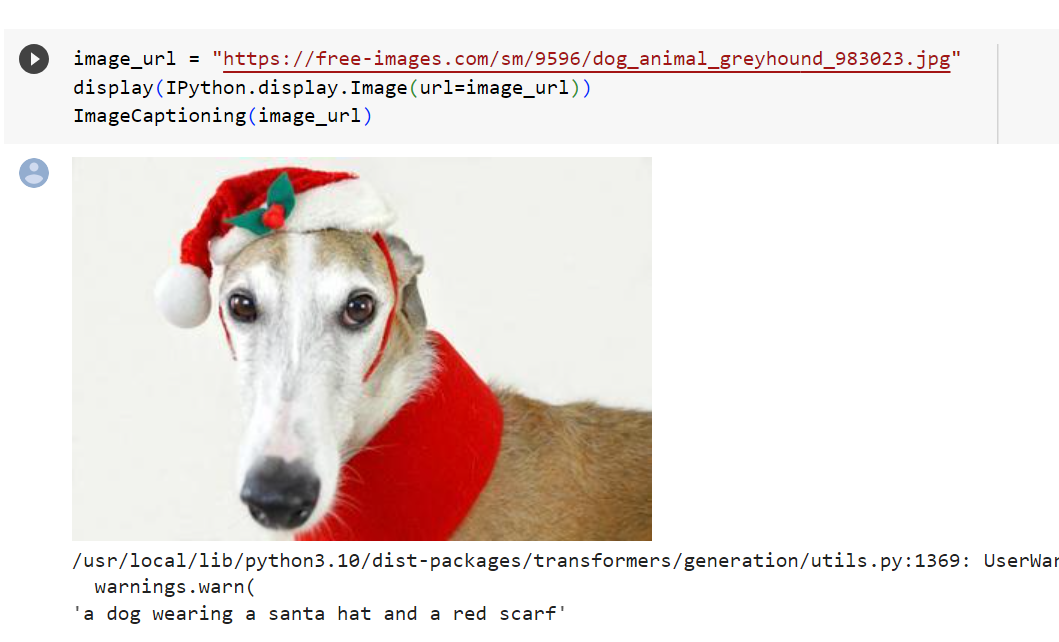 image_url = "https://free-images.com/sm/9596/dog_animal_greyhound_983023.jpg"
display(IPython.display.Image(url=image_url))
ImageCaptioning(image_url)
/usr/local/lib/python3.10/dist-packages/transformers/generation/utils.py:1369: UserWar
warnings.warn(
'a dog wearing a santa hat and a red scarf'